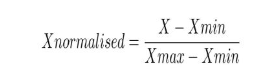 Xnormalised = (X − Xmin) / (Xmax − Xmin)